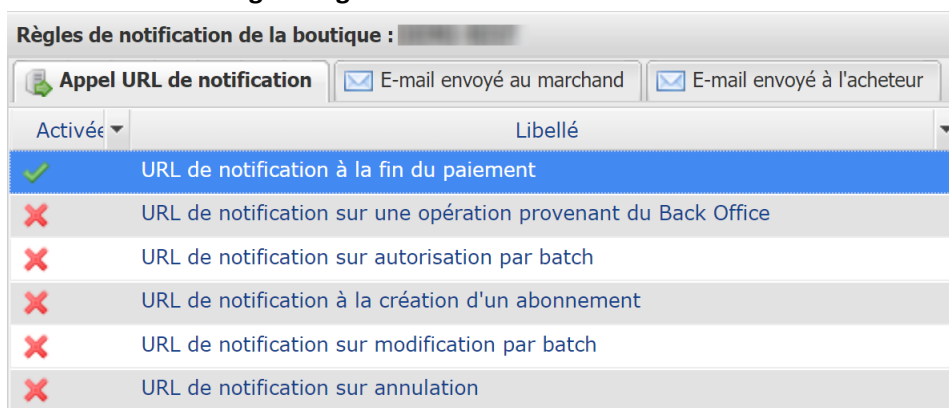 Règles de notification de la boutique :
Appel URL de notification E-mail envoyé au marchand E-mail envoyé à l'acheteur
Activée Libellé
URL de notification à la fin du paiement
URL de notification sur une opération provenant du Back Office
URL de notification sur autorisation par batch
URL de notification à la création d'un abonnement
URL de notification sur modification par batch
URL de notification sur annulation